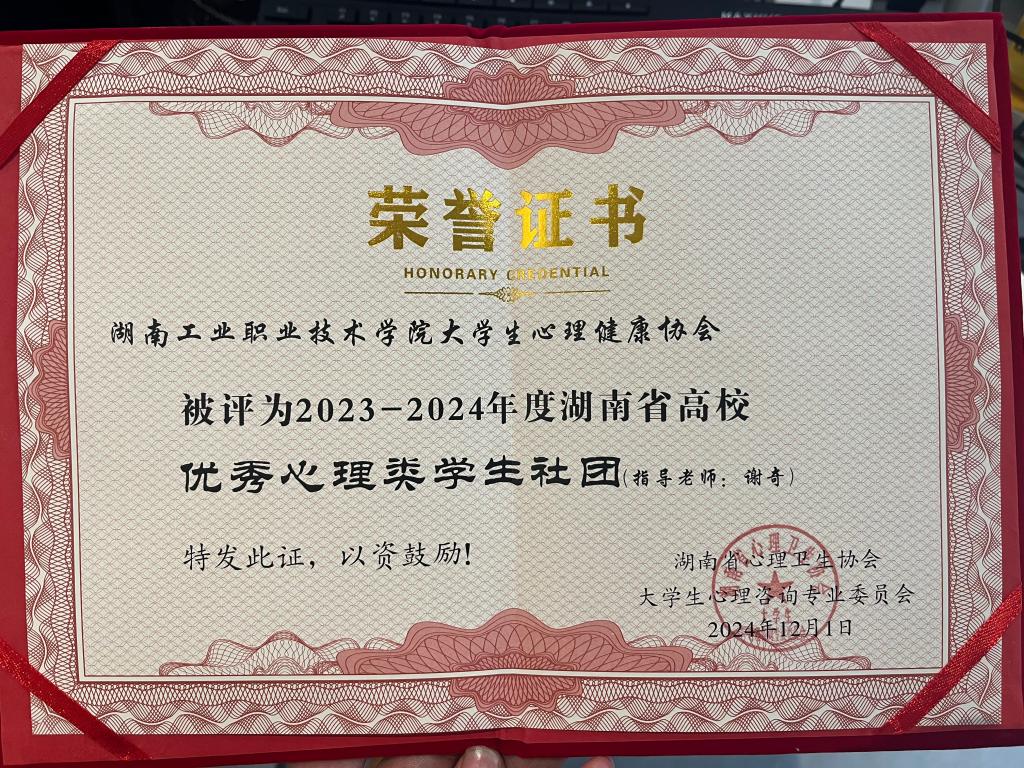 荣誉证书
HONORARY CREDENTIAL
湖南工业职业技术学院大学生心理健康协会
被评为2023-2024年度湖南省高校
优秀心理类学生社团(指导老师：谢奇)
特发此证，以资鼓励!
湖南省心理卫生协会
大学生心理咨询专业委员会
2024年12月1日